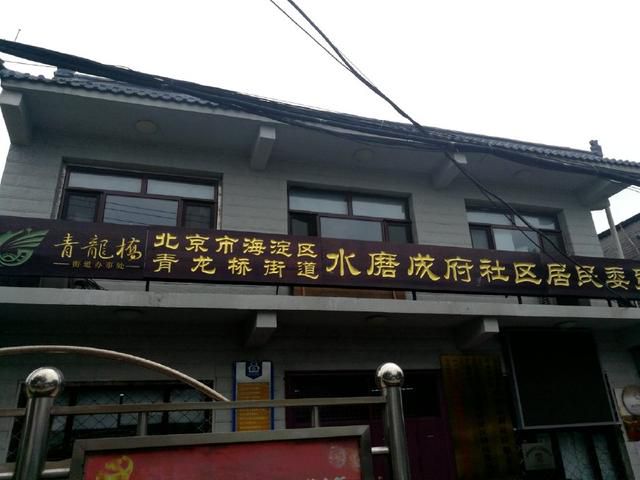 青龍橋
街道办事处
北京市海淀区
青龙桥街道
水磨成府社区居民委